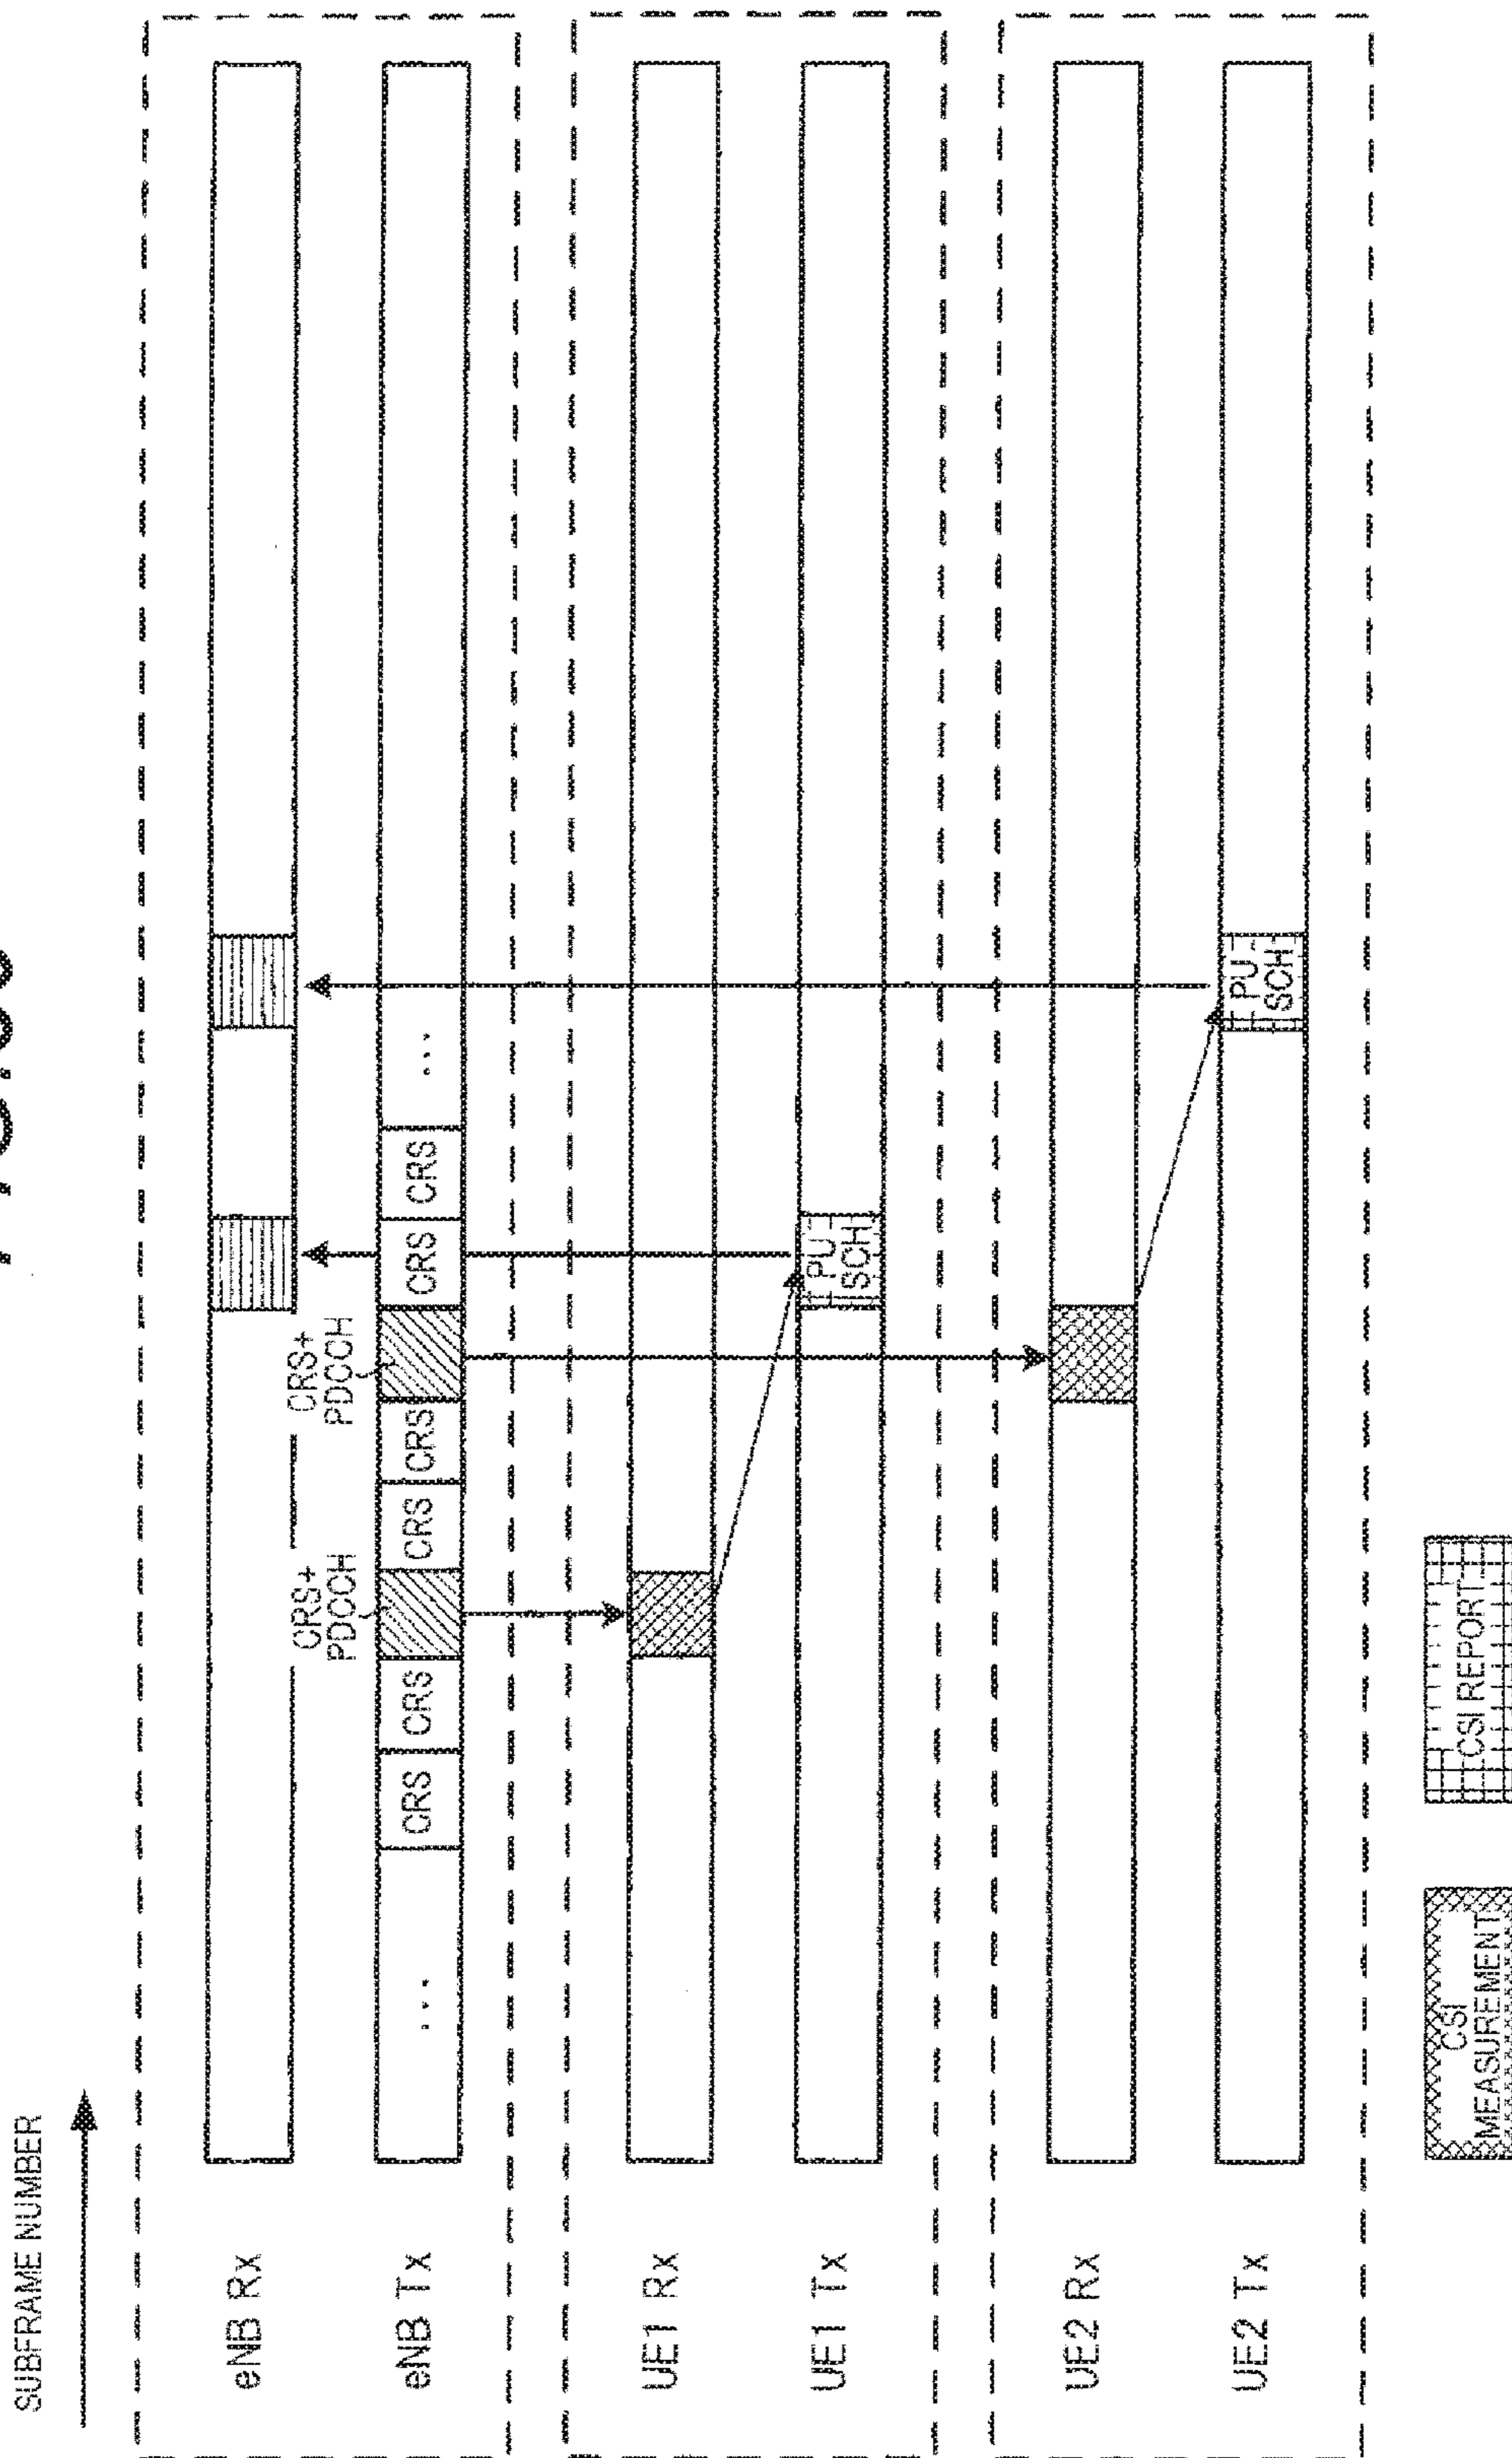 SUBFRAME NUMBER
eNB Rx
CRS+
PDCCH
CRS+
PDCCH
eNB Tx
...
CRS
CRS
CRS
CRS
CRS
CRS
...
UE1 Rx
UE1 Tx
PU
SCH
UE2 Rx
UE2 Tx
PU
SCH
CSI
MEASUREMENT
CSI REPORT